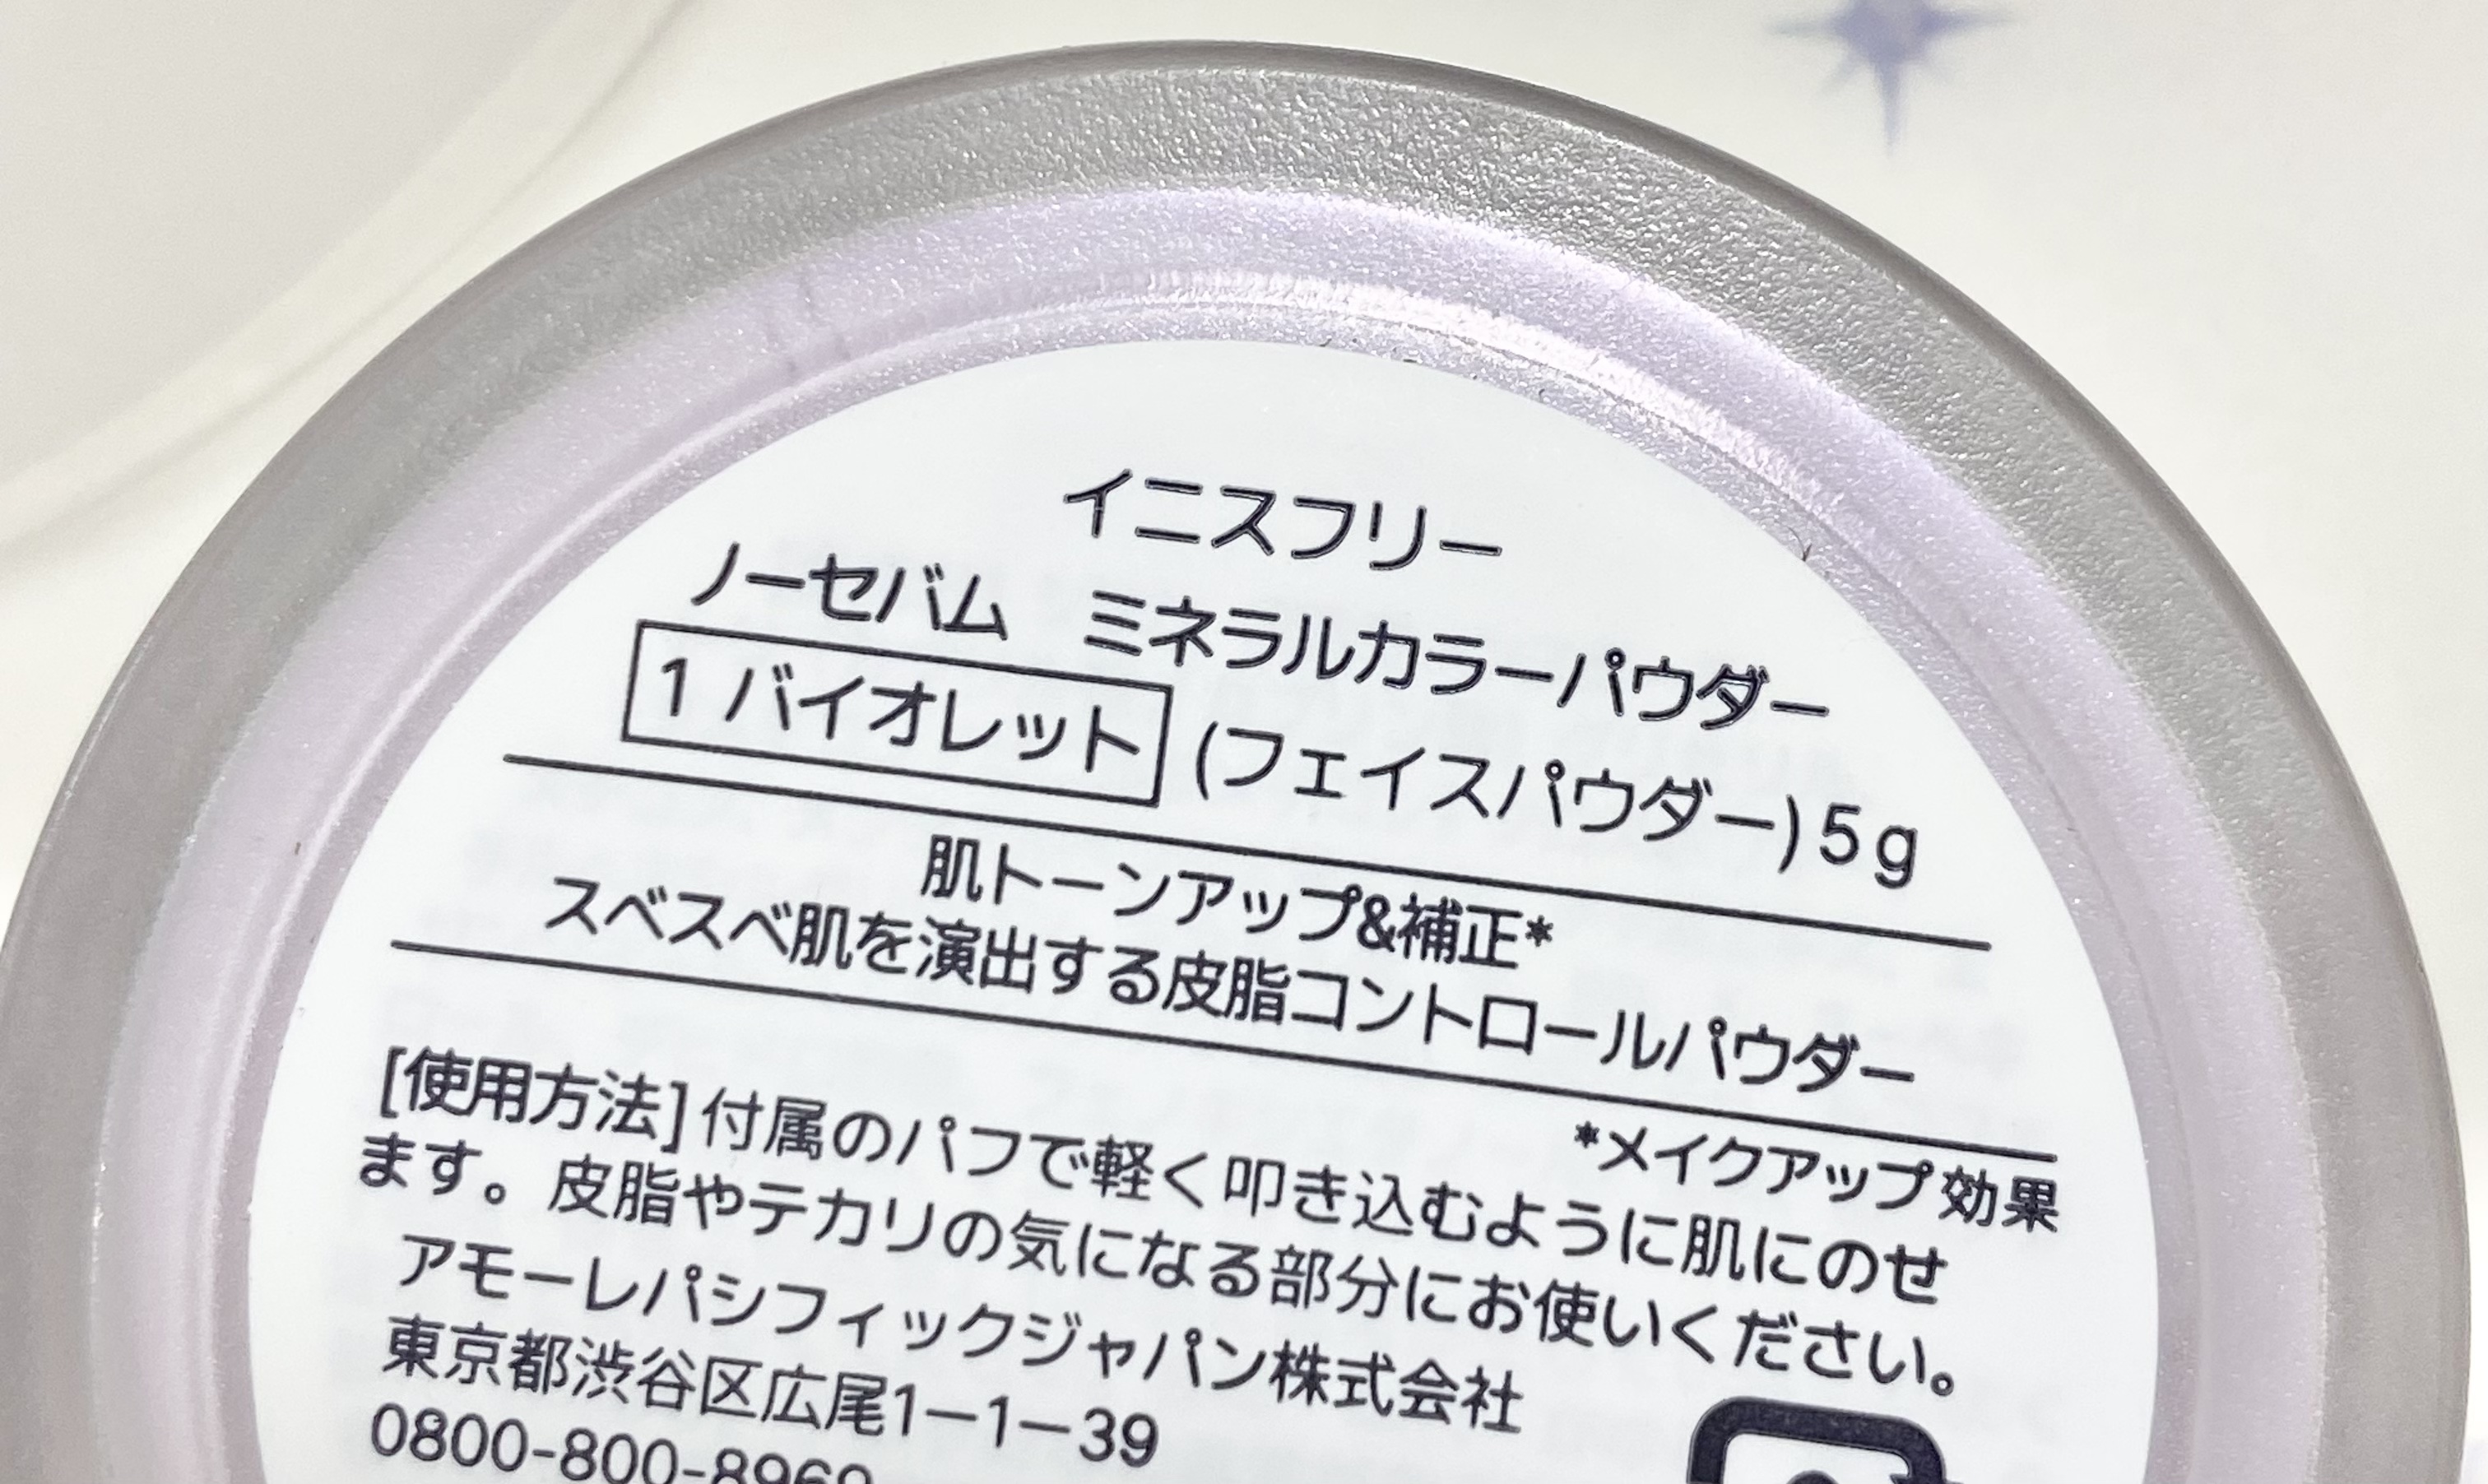 イニスフリー
ノーセバム　ミネラルカラーパウダー
1 バイオレット (フェイスパウダー) 5g
肌トーンアップ&補正*
スベスベ肌を演出する皮脂コントロールパウダー
*メイクアップ効果
[使用方法] 付属のパフで軽く叩き込むように肌にのせ
ます。皮脂やテカリの気になる部分にお使いください。
アモーレパシフィックジャパン株式会社
東京都渋谷区広尾1ー1ー39
0800-800-8969